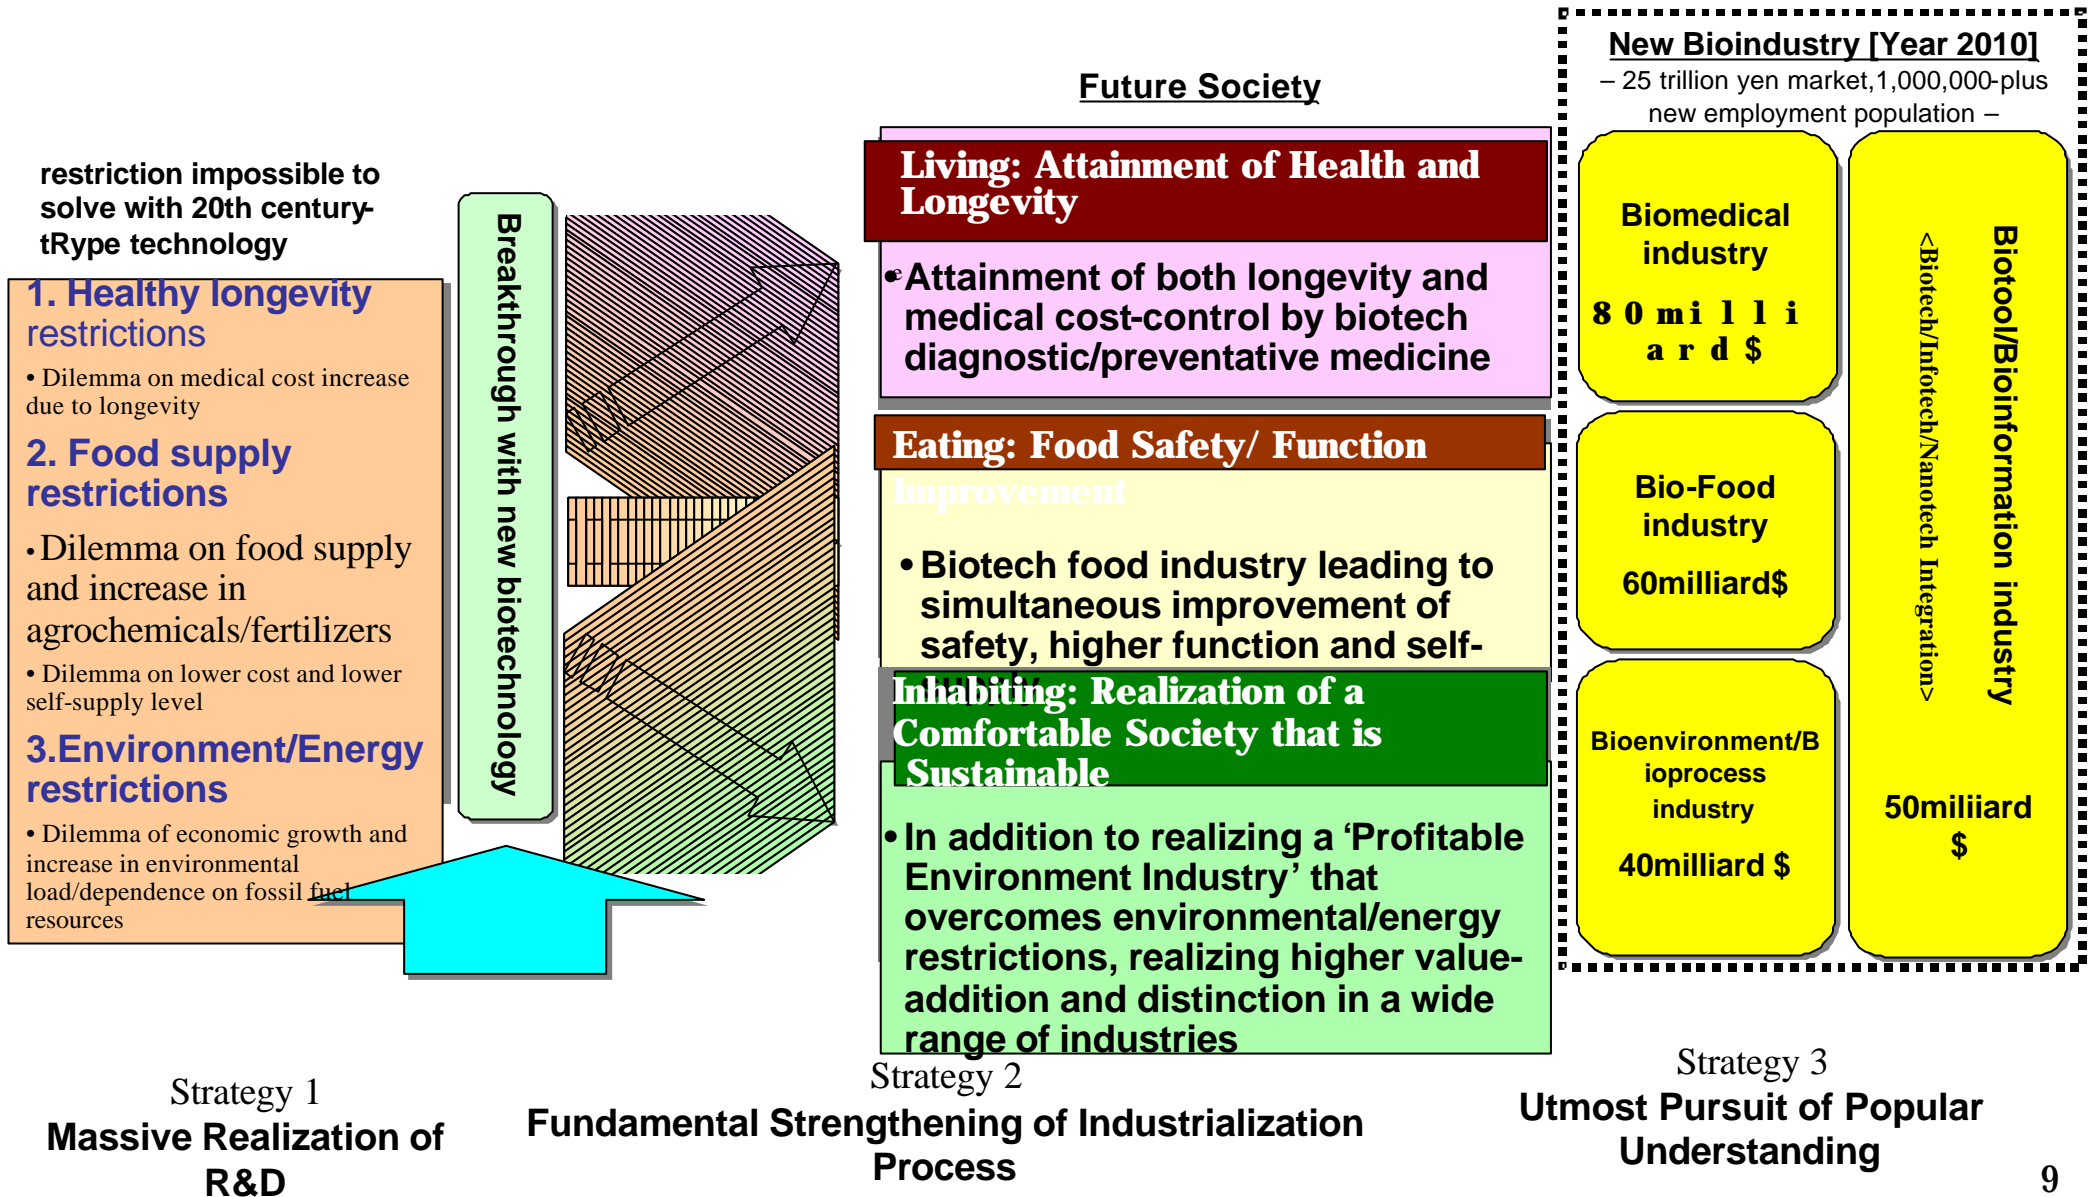 restriction impossible to
solve with 20th century-
tRype technology
1. Healthy longevity
restrictions
• Dilemma on medical cost increase
due to longevity
2. Food supply
restrictions
• Dilemma on food supply
and increase in
agrochemicals/fertilizers
• Dilemma on lower cost and lower
self-supply level
3.Environment/Energy
restrictions
• Dilemma of economic growth and
increase in environmental
load/dependence on fossil fuel
resources
Breakthrough with new biotechnology
Future Society
Living: Attainment of Health and
Longevity
• Attainment of both longevity and
medical cost-control by biotech
diagnostic/preventative medicine
Eating: Food Safety/ Function
Improvement
• Biotech food industry leading to
simultaneous improvement of
safety, higher function and self-
supply
Inhabiting: Realization of a
Comfortable Society that is
Sustainable
• In addition to realizing a ‘Profitable
Environment Industry’ that
overcomes environmental/energy
restrictions, realizing higher value-
addition and distinction in a wide
range of industries
New Bioindustry [Year 2010]
– 25 trillion yen market,1,000,000-plus
new employment population –
Biomedical
industry
80milli
ard$
Bio-Food
industry
60milliard$
Bioenvironment/B
ioprocess
industry
40milliard $
Biotool/Bioinformation industry
<Biotech/Infotech/Nanotech Integration>
50miliiard
$
Strategy 1
Massive Realization of
R&D
Strategy 2
Fundamental Strengthening of Industrialization
Process
Strategy 3
Utmost Pursuit of Popular
Understanding
9